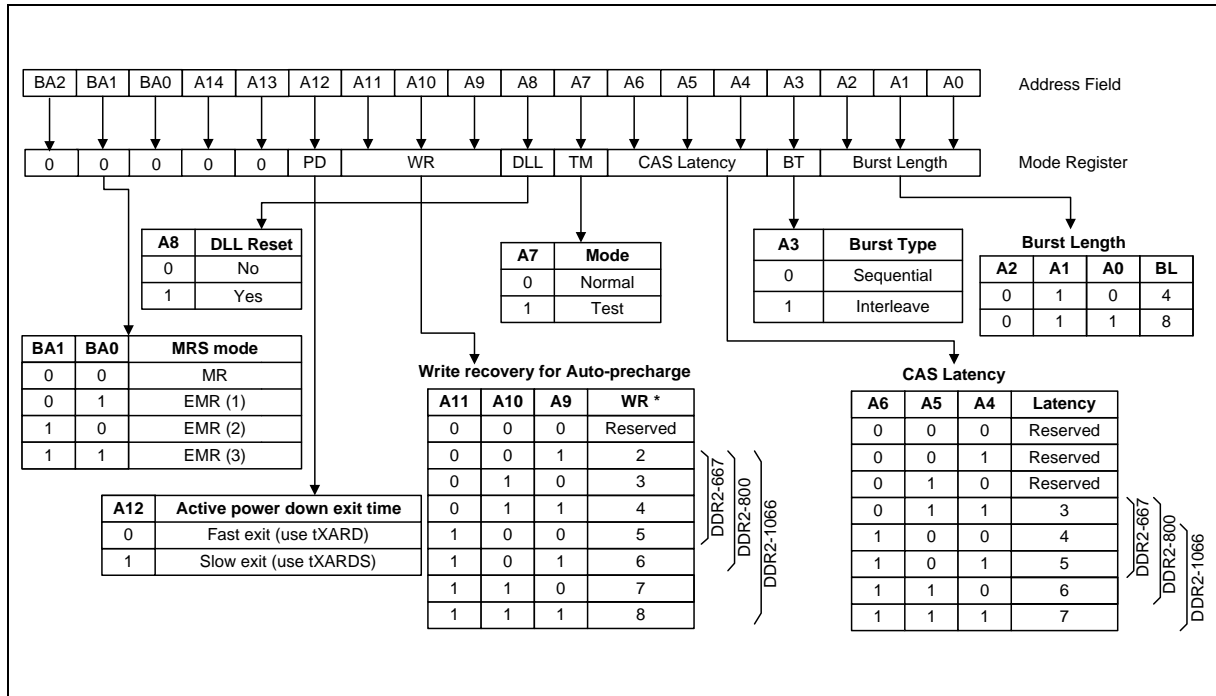 BA2 BA1 BA0 A14 A13 A12 A11 A10 A9 A8 A7 A6 A5 A4 A3 A2 A1 A0 Address Field
0 0 0 0 0 PD WR DLL TM CAS Latency BT Burst Length Mode Register
A8 DLL Reset
0 No
1 Yes
A7 Mode
0 Normal
1 Test
A3 Burst Type
0 Sequential
1 Interleave
Burst Length
A2 A1 A0 BL
0 1 0 4
0 1 1 8
BA1 BA0 MRS mode
0 0 MR
0 1 EMR (1)
1 0 EMR (2)
1 1 EMR (3)
A12 Active power down exit time
0 Fast exit (use tXARD)
1 Slow exit (use tXARDS)
Write recovery for Auto-precharge
A11 A10 A9 WR *
0 0 0 Reserved
0 0 1 2
0 1 0 3
0 1 1 4
1 0 0 5
1 0 1 6
1 1 0 7
1 1 1 8
DDR2-667
DDR2-800
DDR2-1066
CAS Latency
A6 A5 A4 Latency
0 0 0 Reserved
0 0 1 Reserved
0 1 0 Reserved
0 1 1 3
1 0 0 4
1 0 1 5
1 1 0 6
1 1 1 7
DDR2-667
DDR2-800
DDR2-1066